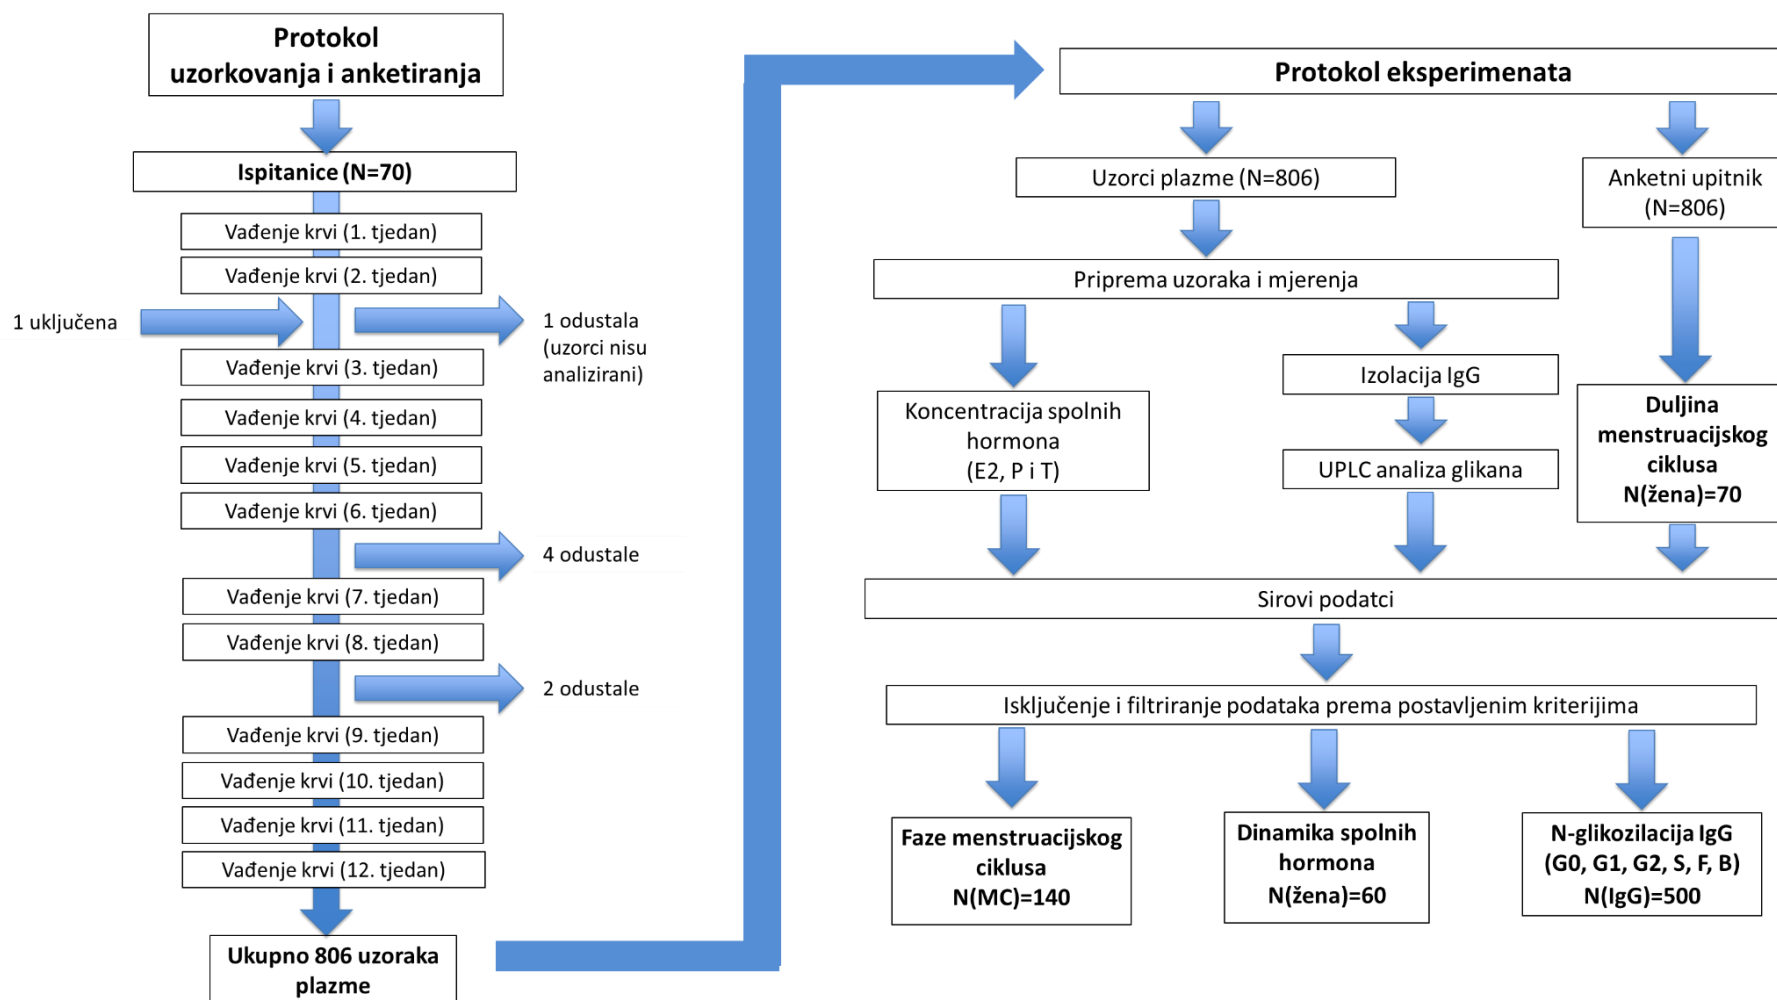 Protokol
uzorkovanja i anketiranja
Ispitanice (N=70)
Vađenje krvi (1. tjedan)
Vađenje krvi (2. tjedan)
1 uključena
1 odustala
(uzorci nisu
analizirani)
Vađenje krvi (3. tjedan)
Vađenje krvi (4. tjedan)
Vađenje krvi (5. tjedan)
Vađenje krvi (6. tjedan)
4 odustale
Vađenje krvi (7. tjedan)
Vađenje krvi (8. tjedan)
2 odustale
Vađenje krvi (9. tjedan)
Vađenje krvi (10. tjedan)
Vađenje krvi (11. tjedan)
Vađenje krvi (12. tjedan)
Ukupno 806 uzoraka
plazme
Protokol eksperimenata
Uzorci plazme (N=806)
Anketni upitnik
(N=806)
Priprema uzoraka i mjerenja
Koncentracija spolnih
hormona
(E2, P i T)
Izolacija IgG
UPLC analiza glikana
Duljina
menstruacijskog
ciklusa
N(žena)=70
Sirovi podatci
Isključenje i filtriranje podataka prema postavljenim kriterijima
Faze menstruacijskog
ciklusa
N(MC)=140
Dinamika spolnih
hormona
N(žena)=60
N-glikozilacija IgG
(G0, G1, G2, S, F, B)
N(IgG)=500